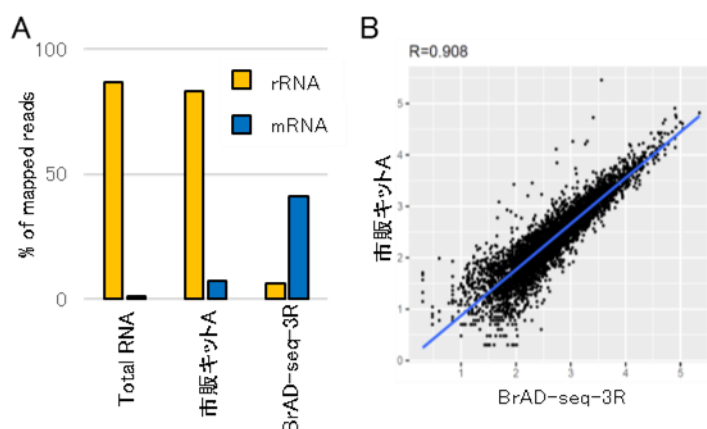 A
100
50
0
% of mapped reads
rRNA
mRNA
Total RNA
市販キットA
BrAD-seq-3R
B
R=0.908
5
4
3
2
1
0
市販キットA
1 2 3 4 5
BrAD-seq-3R